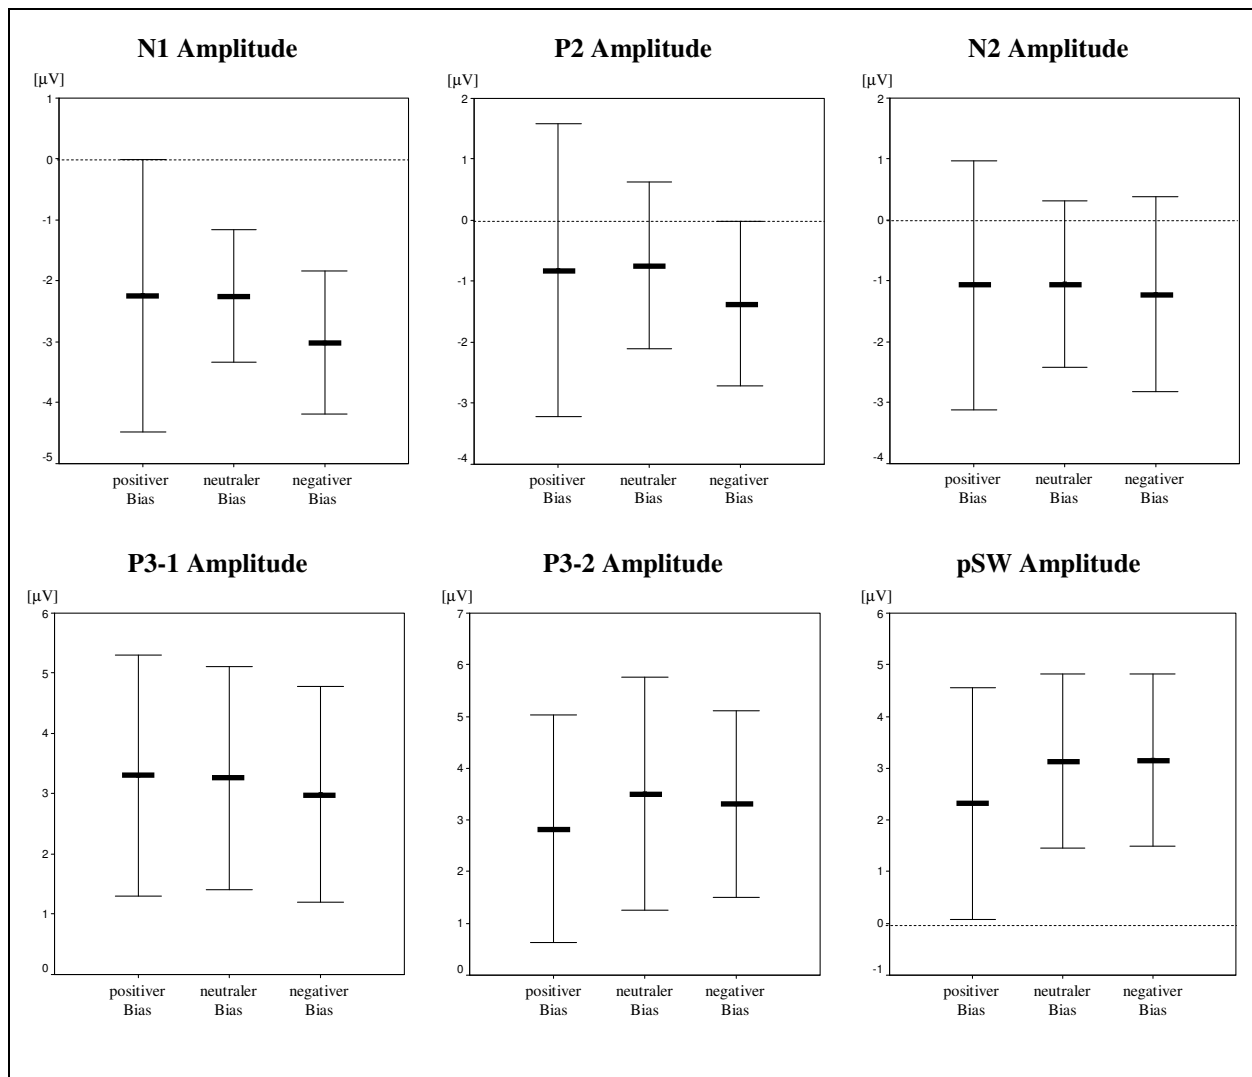 N1 Amplitude
P2 Amplitude
N2 Amplitude
[μV]
1
0
-1
-2
-3
-4
-5
positiver
Bias
neutraler
Bias
negativer
Bias
[μV]
2
1
0
-1
-2
-3
-4
positiver
Bias
neutraler
Bias
negativer
Bias
[μV]
2
1
0
-1
-2
-3
-4
positiver
Bias
neutraler
Bias
negativer
Bias
P3-1 Amplitude
P3-2 Amplitude
pSW Amplitude
[μV]
6
5
4
3
2
1
0
positiver
Bias
neutraler
Bias
negativer
Bias
[μV]
7
6
5
4
3
2
1
0
positiver
Bias
neutraler
Bias
negativer
Bias
[μV]
6
5
4
3
2
1
0
-1
positiver
Bias
neutraler
Bias
negativer
Bias